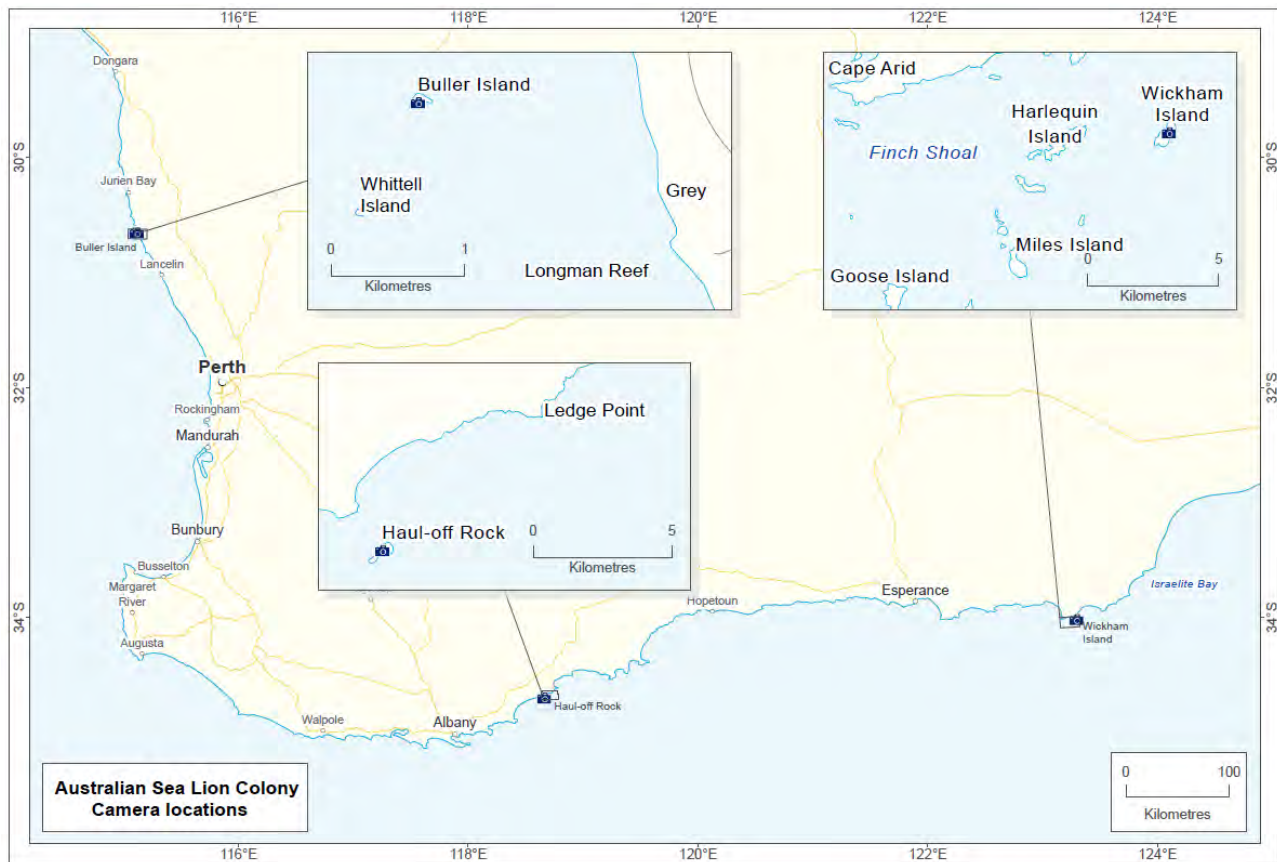 116°E
118°E
120°E
122°E
124°E
Dongara
30°S
Jurien Bay
Buller Island
Lancelin
Perth
32°S
Rockingham
Mandurah
Bunbury
Busselton
Margaret
River
34°S
Augusta
Walpole
Albany
Haul-off Rock
Hopetoun
Esperance
Israelite Bay
Wickham
Island
30°S
32°S
34°S
Buller Island
Whittell
Island
Grey
0
1
Kilometres
Longman Reef
Cape Arid
Harlequin
Island
Wickham
Island
Finch Shoal
Miles Island
Goose Island
0
5
Kilometres
Ledge Point
Haul-off Rock
0
5
Kilometres
Australian Sea Lion Colony
Camera locations
0
100
Kilometres
116°E
118°E
120°E
122°E
124°E